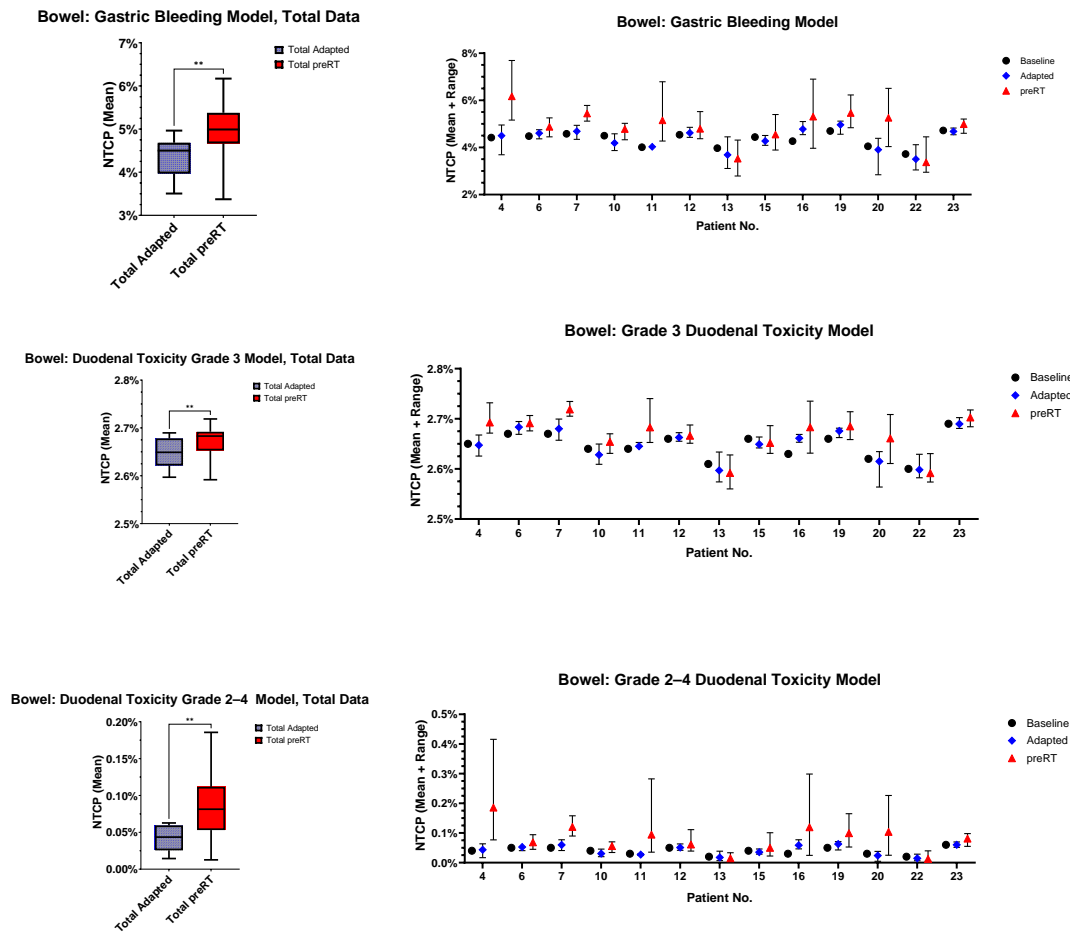 Bowel: Gastric Bleeding Model, Total Data
7%
6%
5%
4%
3%
NTCP (Mean)
**
Total Adapted
Total preRT
Total Adapted
Total preRT
Bowel: Gastric Bleeding Model
8%
6%
4%
2%
NTCP (Mean + Range)
4 6 7 10 11 12 13 15 16 19 20 22 23
Patient No.
Baseline
Adapted
preRT
Bowel: Duodenal Toxicity Grade 3 Model, Total Data
2.8%
2.7%
2.6%
2.5%
NTCP (Mean)
**
Total Adapted
Total preRT
Total Adapted
Total preRT
Bowel: Grade 3 Duodenal Toxicity Model
2.8%
2.7%
2.6%
2.5%
NTCP (Mean + Range)
4 6 7 10 11 12 13 15 16 19 20 22 23
Patient No.
Baseline
Adapted
preRT
Bowel: Duodenal Toxicity Grade 2–4 Model, Total Data
0.20%
0.15%
0.10%
0.05%
0.00%
NTCP (Mean)
**
Total Adapted
Total preRT
Total Adapted
Total preRT
Bowel: Grade 2–4 Duodenal Toxicity Model
0.5%
0.4%
0.3%
0.2%
0.1%
0.0%
NTCP (Mean + Range)
4 6 7 10 11 12 13 15 16 19 20 22 23
Patient No.
Baseline
Adapted
preRT